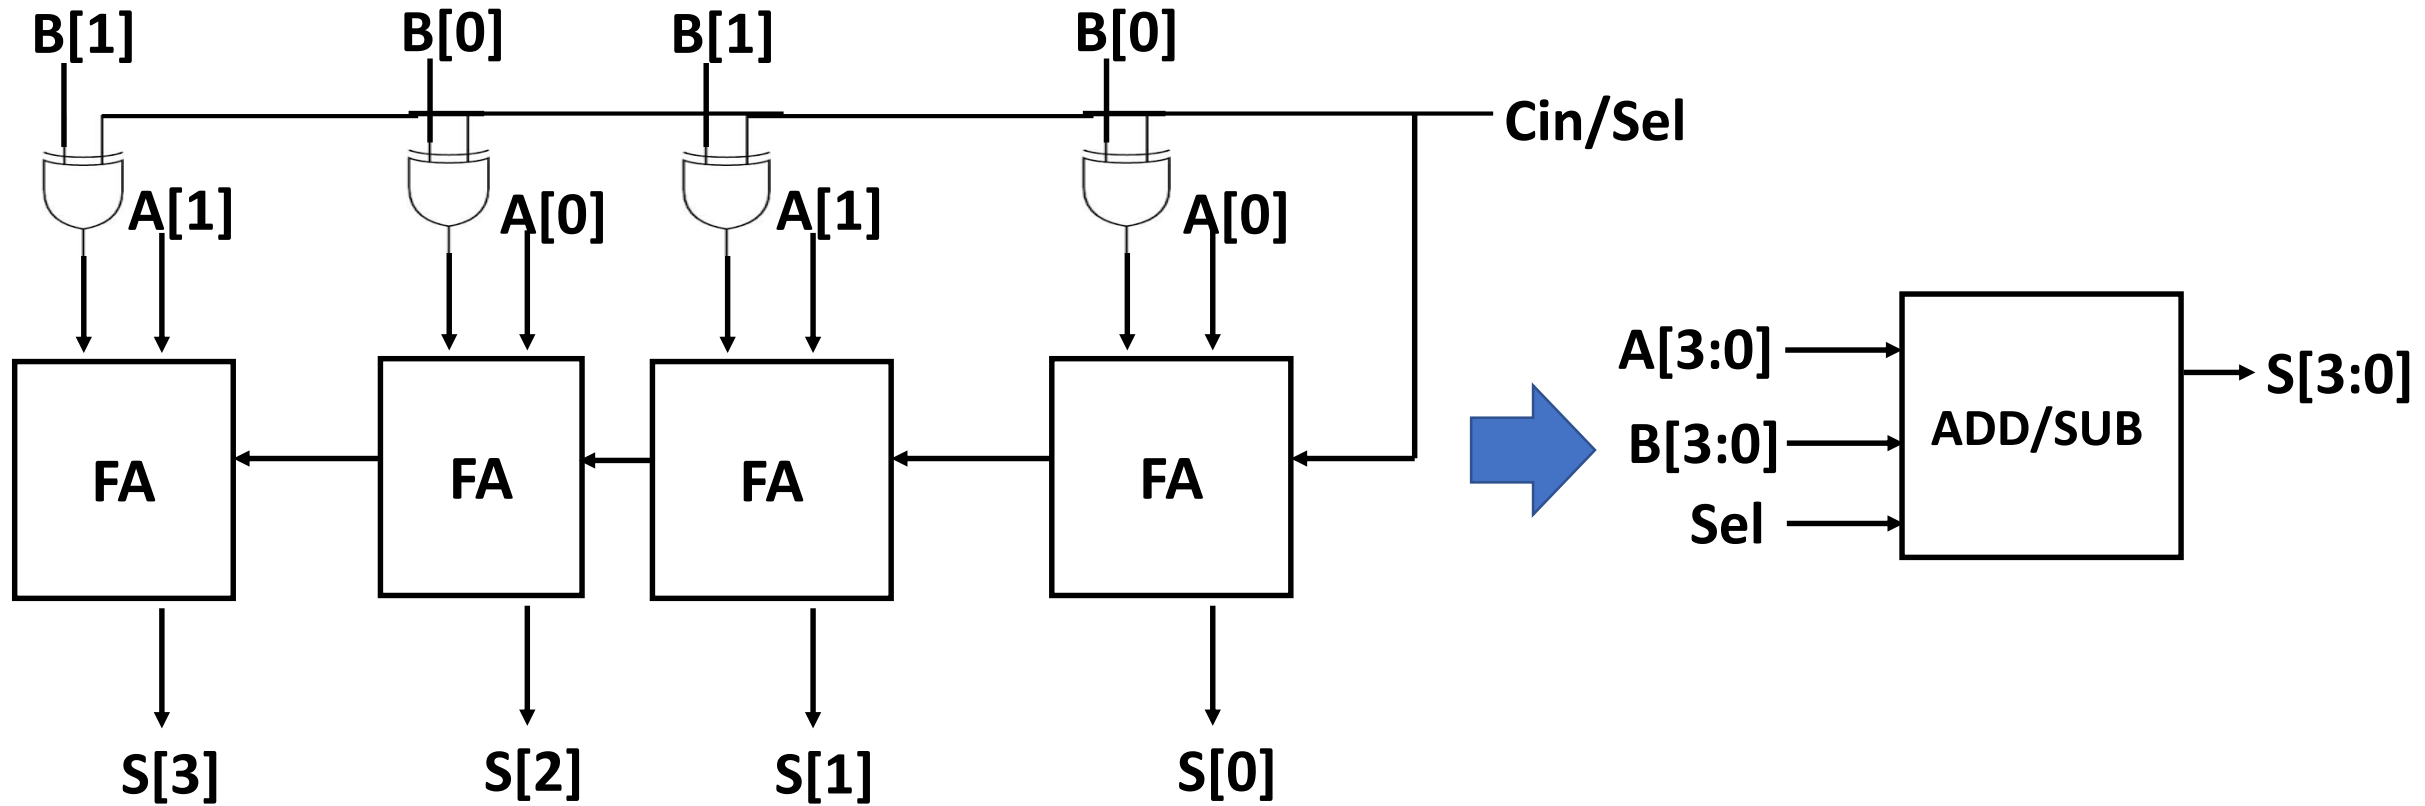 B[1]
B[0]
B[1]
B[0]
Cin/Sel
A[1]
A[0]
A[1]
A[0]
FA
FA
FA
FA
S[3]
S[2]
S[1]
S[0]
A[3:0]
B[3:0]
Sel
ADD/SUB
S[3:0]